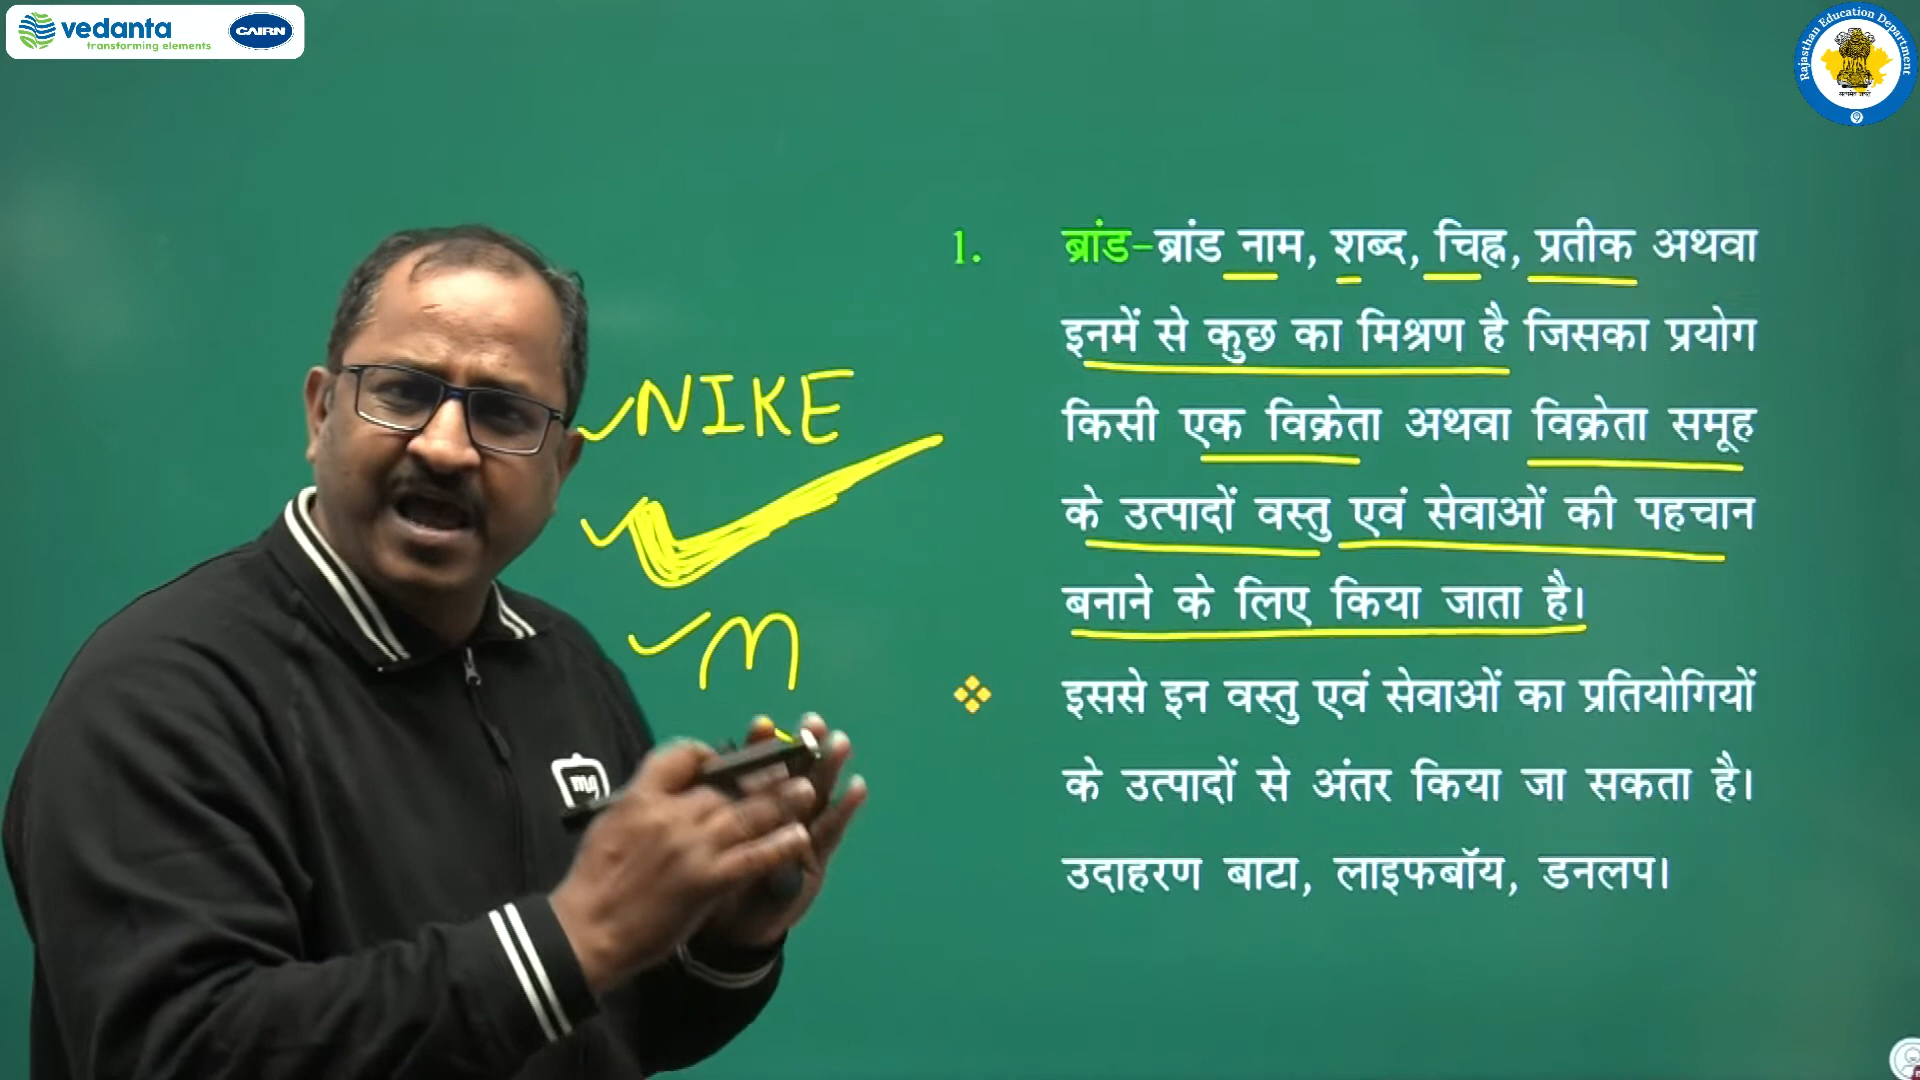 vedanta
transforming elements
CAIRN
Rajasthan Education Department
1. ब्रांड–ब्रांड नाम, शब्द, चिह्न, प्रतीक अथवा
इनमें से कुछ का मिश्रण है जिसका प्रयोग
किसी एक विक्रेता अथवा विक्रेता समूह
के उत्पादों वस्तु एवं सेवाओं की पहचान
बनाने के लिए किया जाता है।
इससे इन वस्तु एवं सेवाओं का प्रतियोगियों
के उत्पादों से अंतर किया जा सकता है।
उदाहरण बाटा, लाइफबॉय, डनलप।
NIKE
M
mg